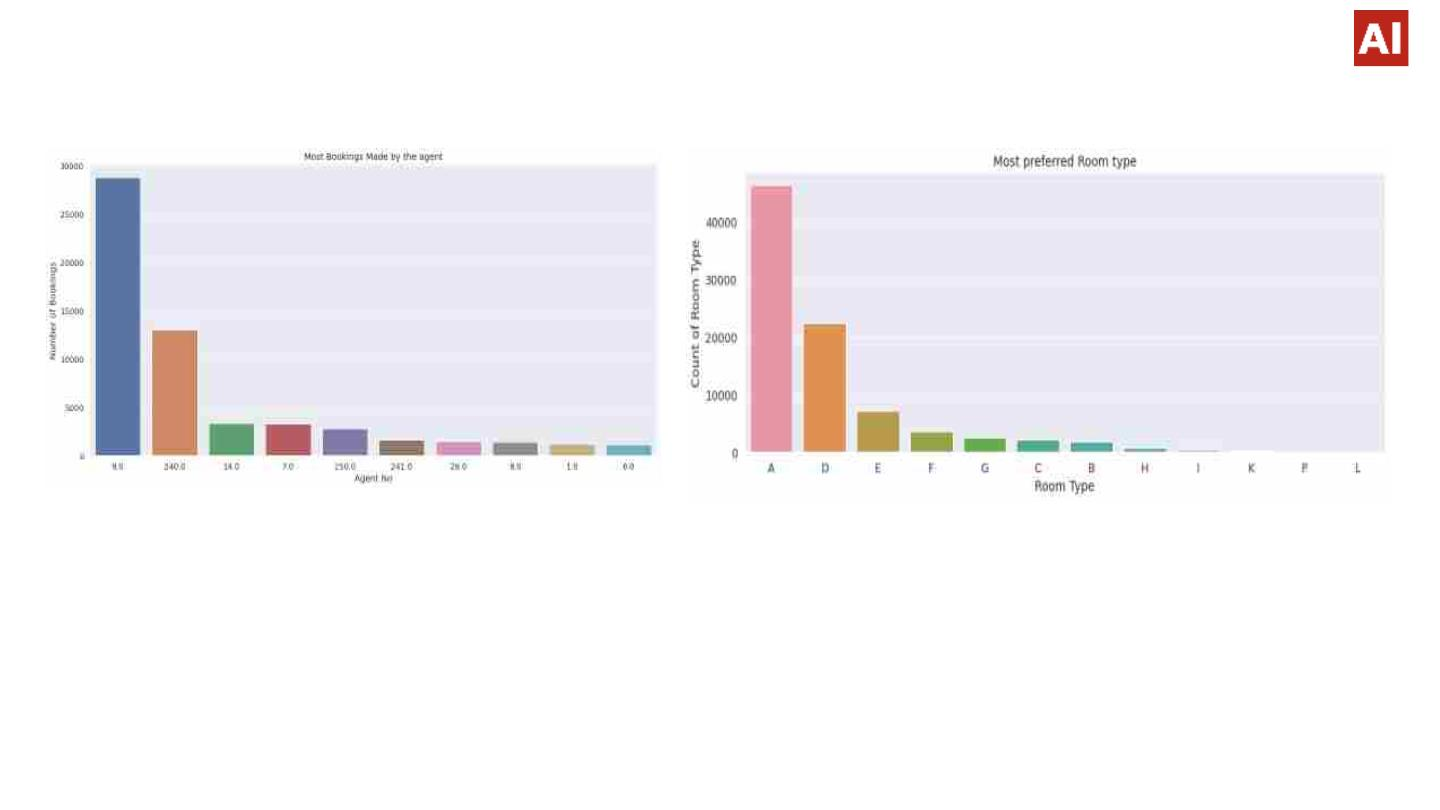 AI
Most Bookings Made by the agent
30000
25000
20000
15000
10000
5000
0
Number of Bookings
9.0 240.0 14.0 7.0 250.0 241.0 28.0 8.0 1.0 6.0
Agent No
Most preferred Room type
40000
30000
20000
10000
0
Count of Room Type
A D E F G C B H I K P L
Room Type